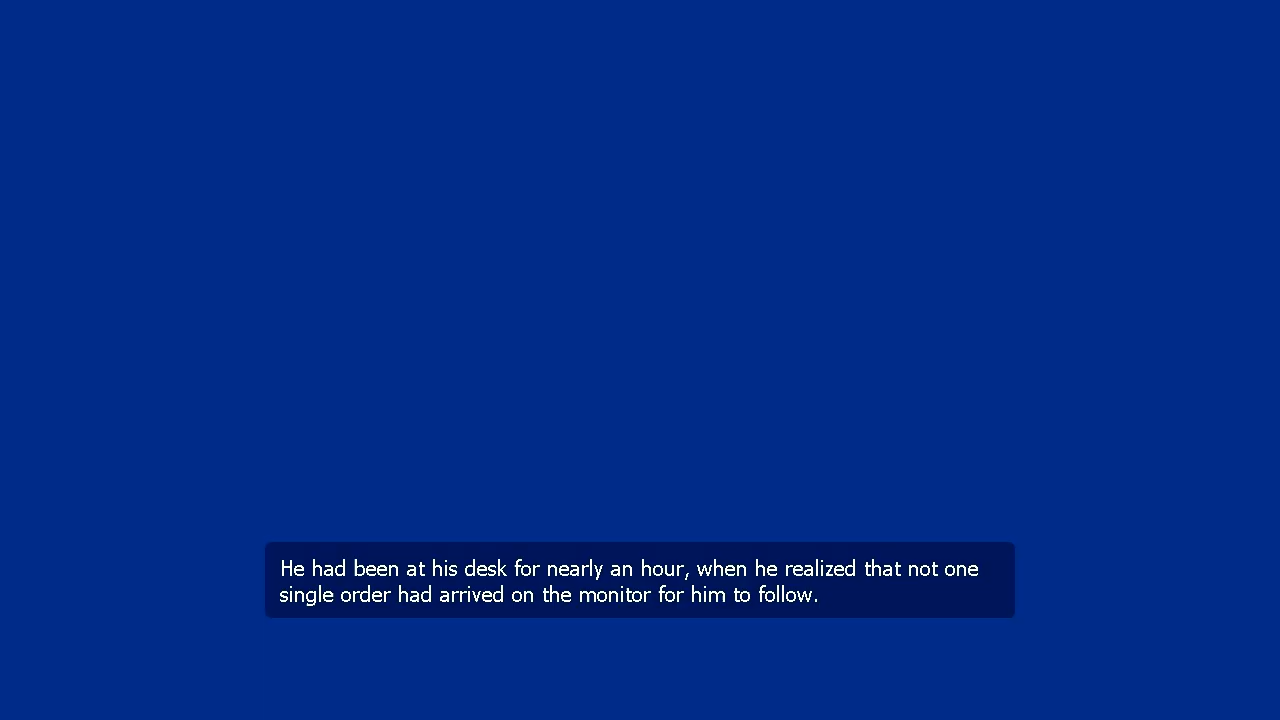 He had been at his desk for nearly an hour, when he realized that not one
single order had arrived on the monitor for him to follow.